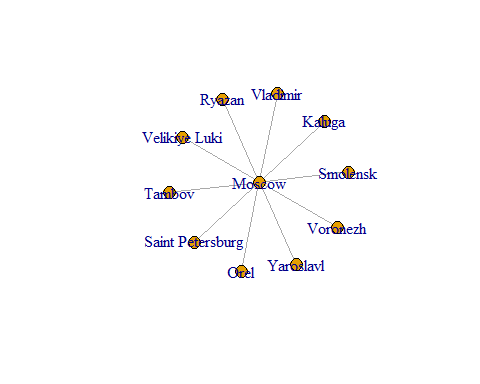 Vladimir
Ryazan
Kaluga
Velikiye Luki
Smolensk
Moscow
Tambov
Voronezh
Saint Petersburg
Yaroslavl
Orel